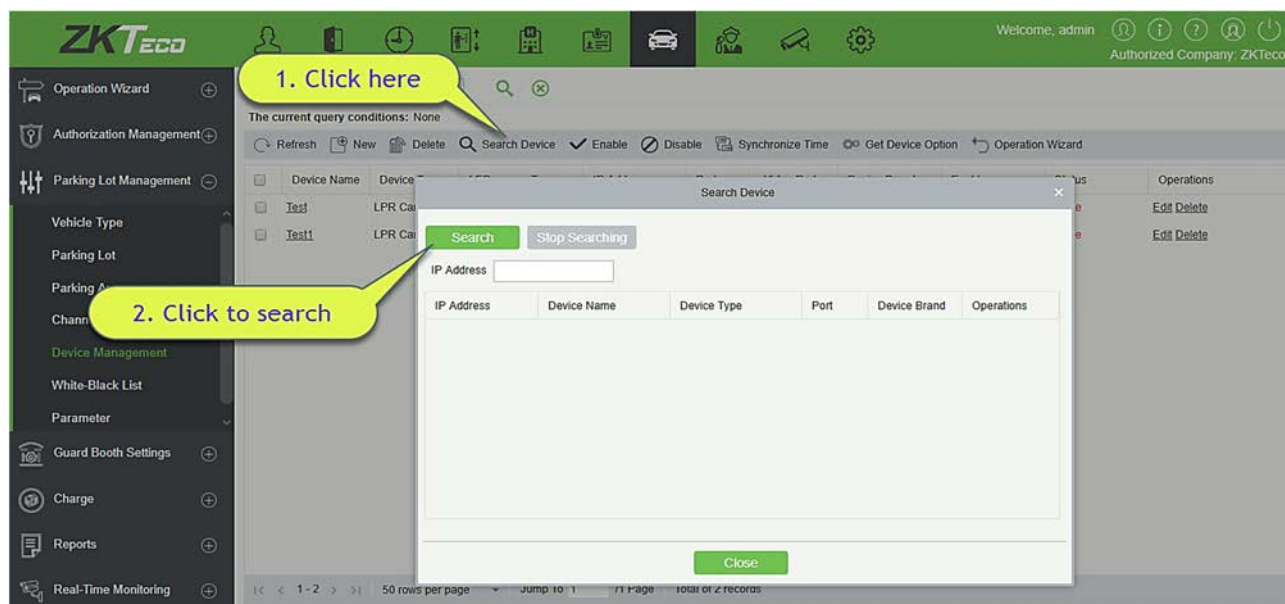 ZKTeco
Welcome, admin
Authorized Company: ZKTeco
1. Click here
The current query conditions: None
Refresh New Delete Search Device Enable Disable Synchronize Time Get Device Option Operation Wizard
Operation Wizard
Authorization Management
Parking Lot Management
Vehicle Type
Parking Lot
Parking
Device Management
White-Black List
Parameter
Guard Booth Settings
Charge
Reports
Real-Time Monitoring
Device Name Operations
Test LPR Edit Delete
Test1 LPR Edit Delete
Search Device
Search Stop Searching
2. Click to search
IP Address
IP Address Device Name Device Type Port Device Brand Operations
Close
1-2 50 rows per page Jump To 1 /1 Page Total of 2 records